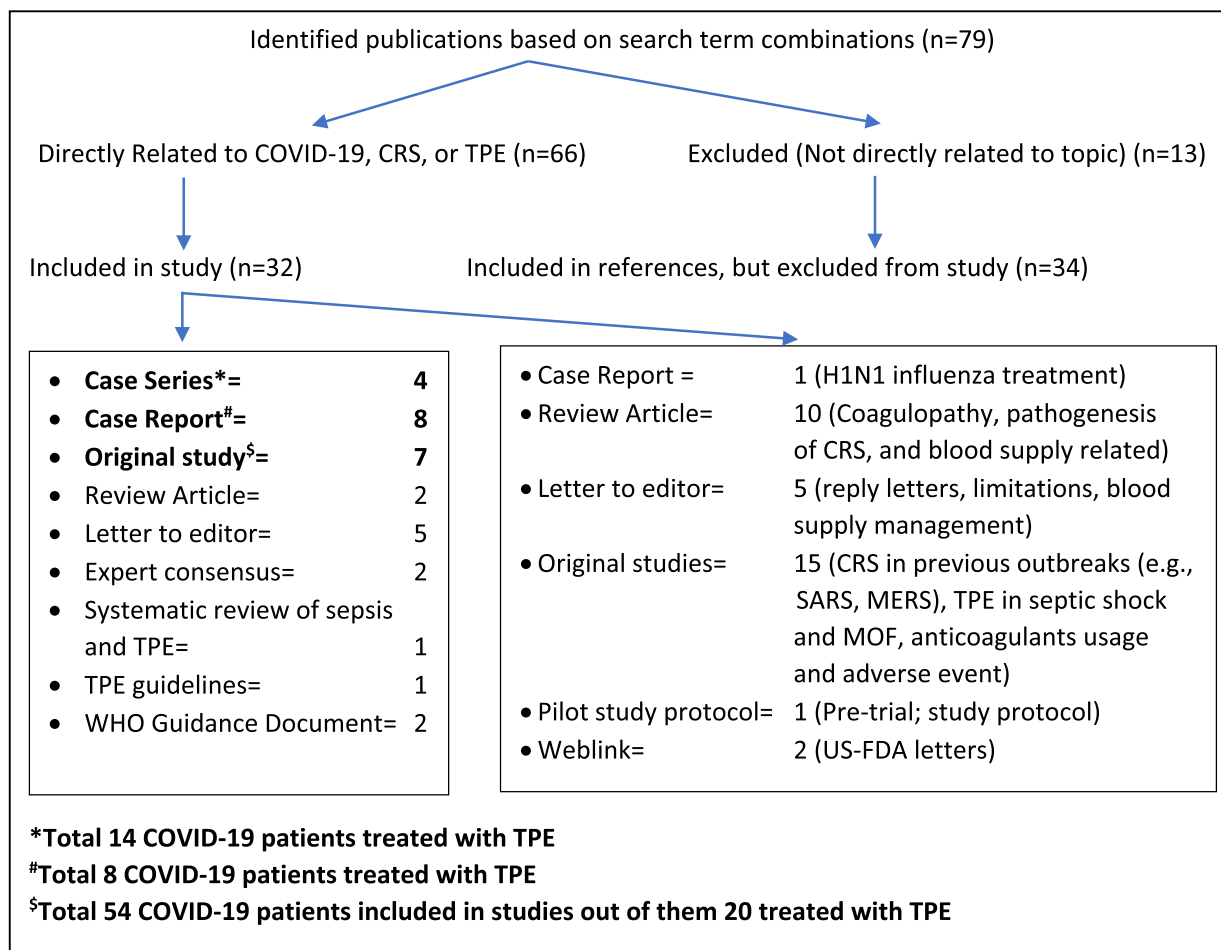 Identified publications based on search term combinations (n=79)
Directly Related to COVID-19, CRS, or TPE (n=66)
Excluded (Not directly related to topic) (n=13)
Included in study (n=32)
Included in references, but excluded from study (n=34)
• Case Series*= 4
• Case Report#= 8
• Original study$= 7
• Review Article= 2
• Letter to editor= 5
• Expert consensus= 2
• Systematic review of sepsis
and TPE= 1
• TPE guidelines= 1
• WHO Guidance Document= 2
• Case Report = 1 (H1N1 influenza treatment)
• Review Article= 10 (Coagulopathy, pathogenesis
of CRS, and blood supply related)
• Letter to editor= 5 (reply letters, limitations, blood
supply management)
• Original studies= 15 (CRS in previous outbreaks (e.g.,
SARS, MERS), TPE in septic shock
and MOF, anticoagulants usage
and adverse event)
• Pilot study protocol= 1 (Pre-trial; study protocol)
• Weblink= 2 (US-FDA letters)
*Total 14 COVID-19 patients treated with TPE
#Total 8 COVID-19 patients treated with TPE
$Total 54 COVID-19 patients included in studies out of them 20 treated with TPE